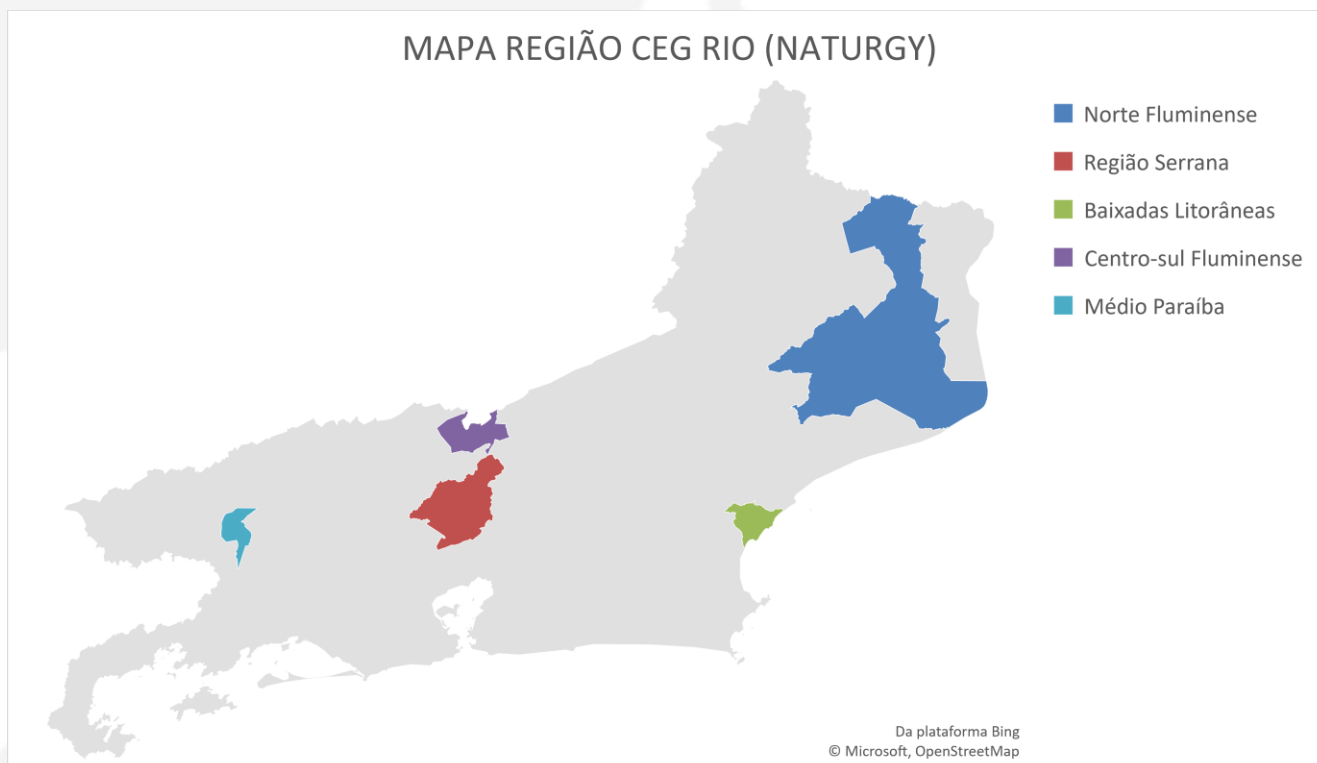 MAPA REGIÃO CEG RIO (NATURGY)
Norte Fluminense
Região Serrana
Baixadas Litorâneas
Centro-sul Fluminense
Médio Paraíba
Da plataforma Bing
© Microsoft, OpenStreetMap